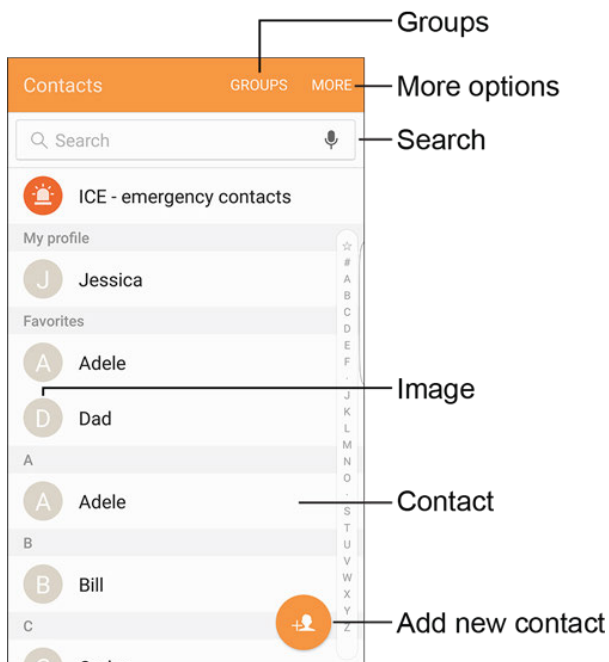 Groups
Contacts
GROUPS
MORE
More options
Search
Search
ICE - emergency contacts
My profile
J
Jessica
Favorites
A
Adele
D
Dad
Image
A
A
Adele
Contact
B
B
Bill
C
Add new contact
☆
#
A
B
C
D
E
F
·
J
K
L
M
N
O
·
S
T
U
V
W
X
Y
Z